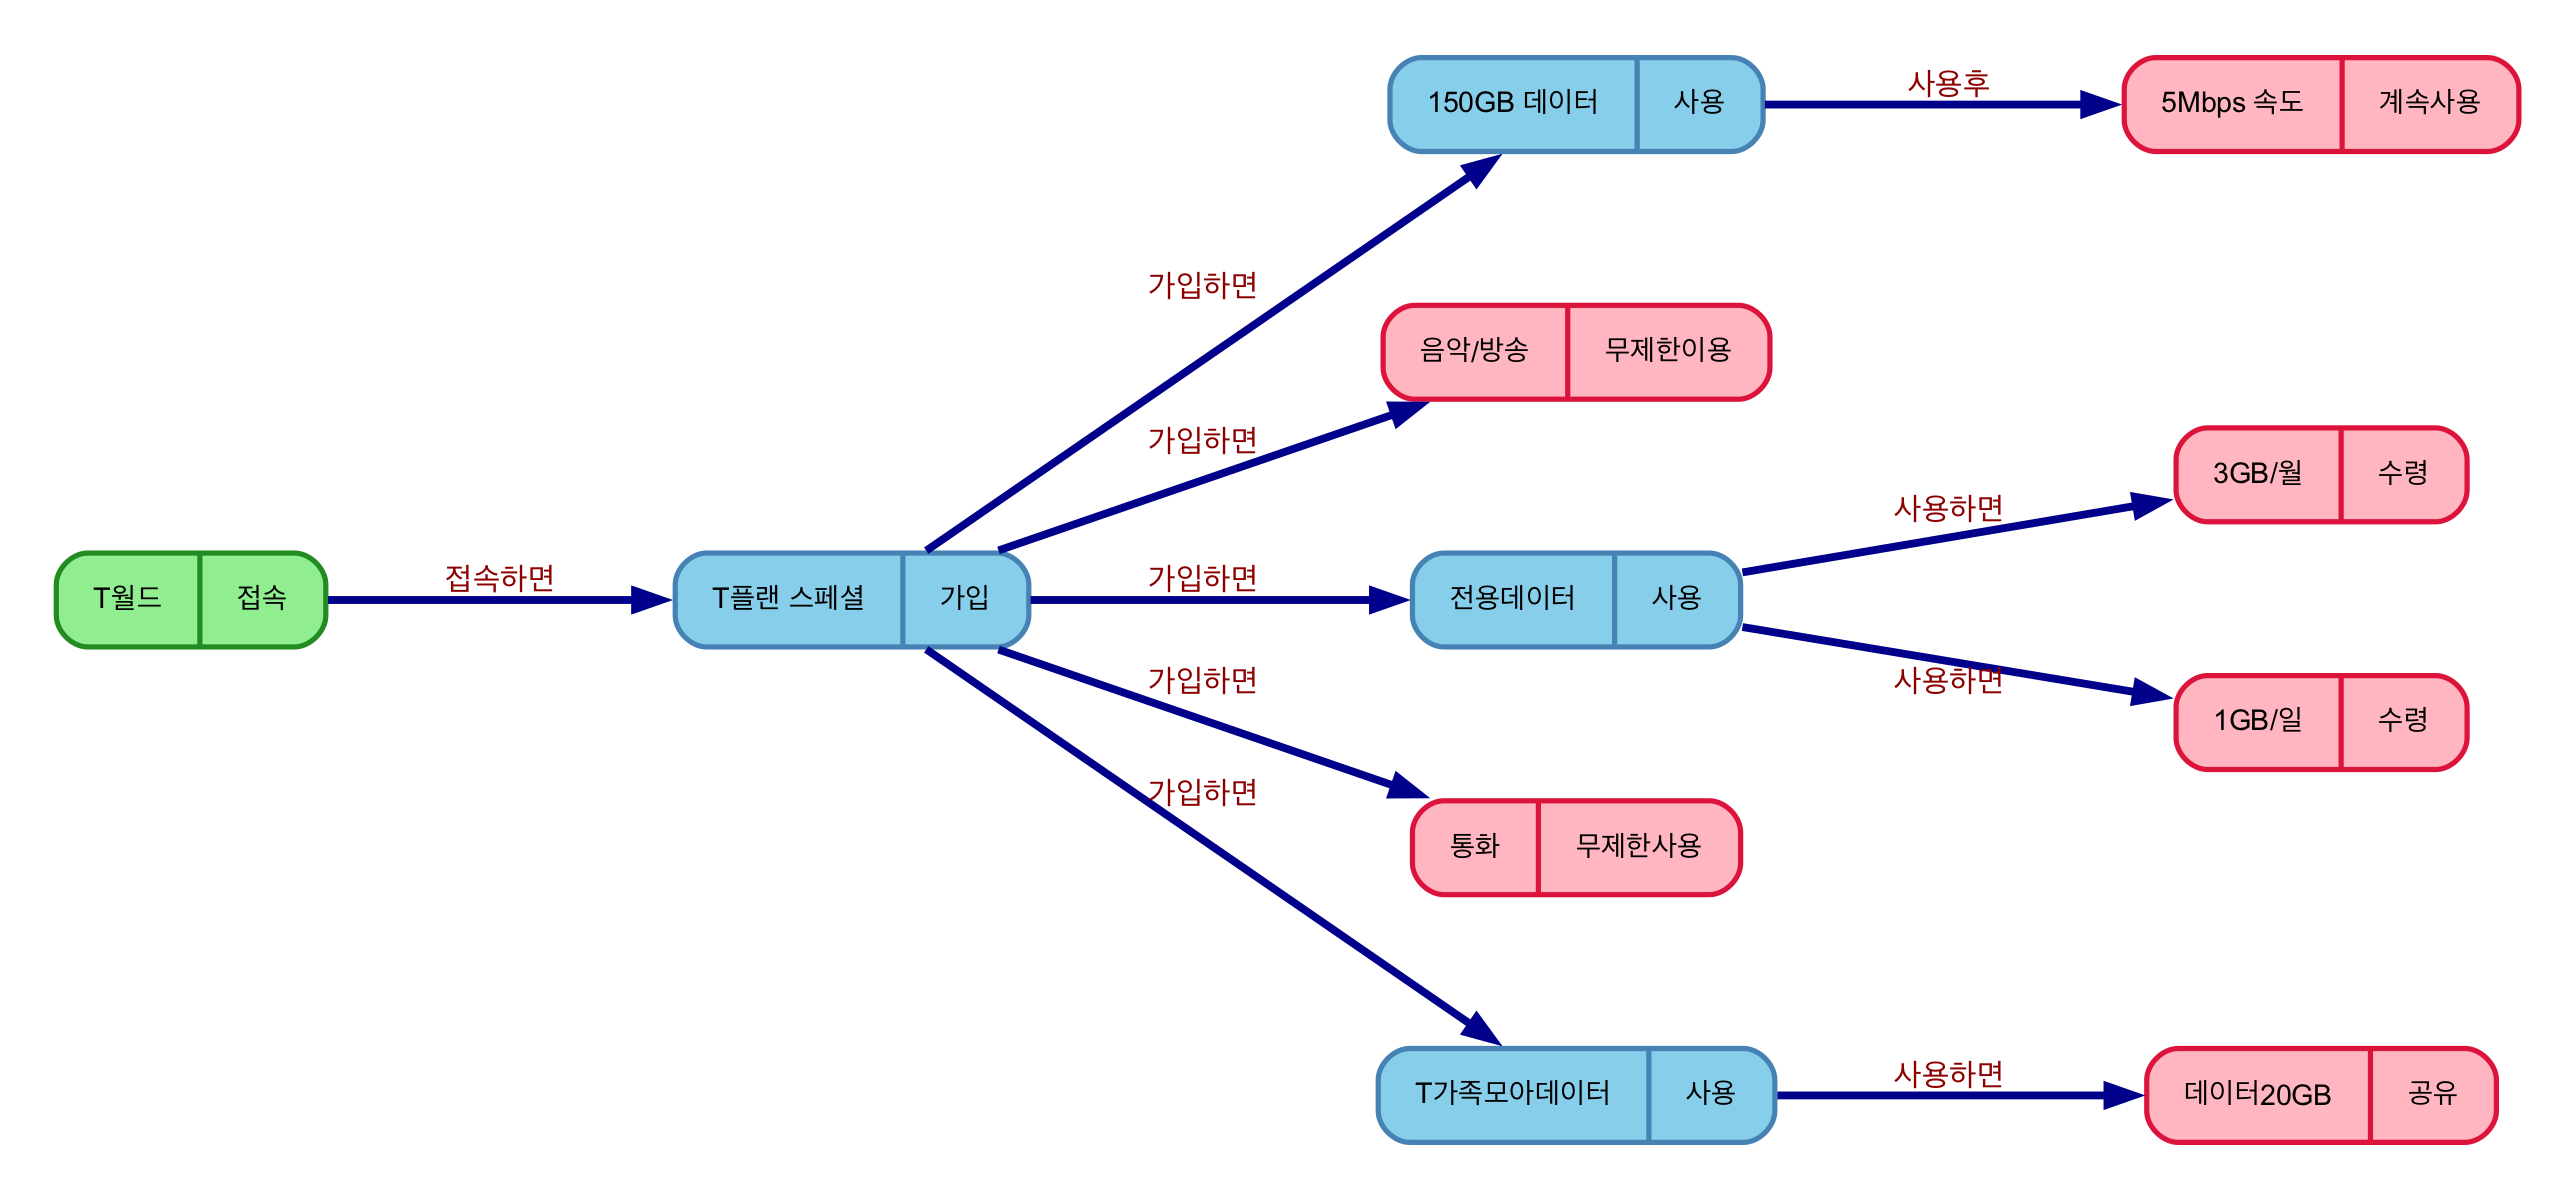 150GB 데이터 사용
사용후
5Mbps 속도 계속사용
가입하면
음악/방송 무제한이용
가입하면
3GB/월 수령
사용하면
T월드 접속
접속하면
T플랜 스페셜 가입
가입하면
전용데이터 사용
가입하면
사용하면
1GB/일 수령
가입하면
통화 무제한사용
T가족모아데이터 사용
사용하면
데이터20GB 공유